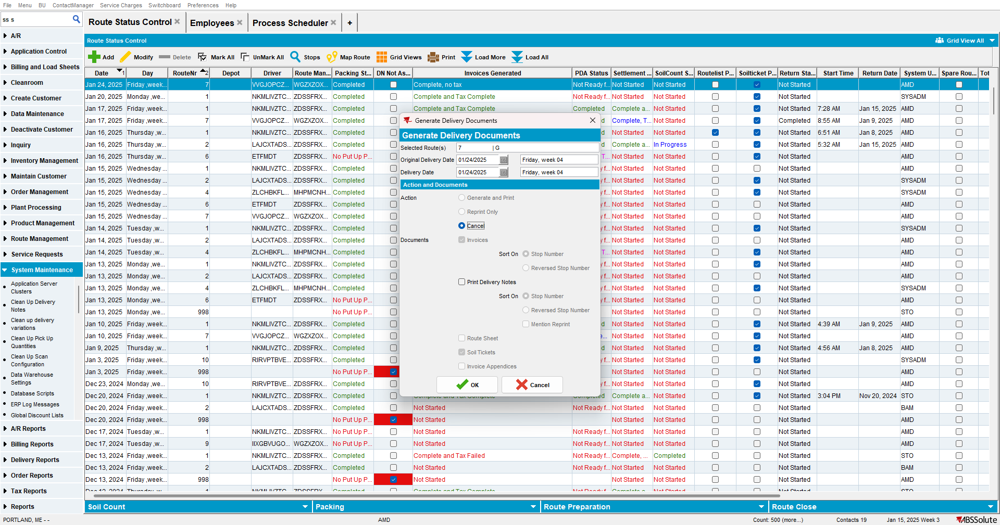 File Menu BU ContactManager Service Charges Switchboard Preferences Help
ss s
Route Status Control Employees Process Scheduler +
Route Status Control Grid View All
Add Modify Delete Mark All UnMark All Stops Map Route Grid Views Print Load More Load All
A/R
Application Control
Billing and Load Sheets
Cleanroom
Create Customer
Data Maintenance
Deactivate Customer
Inquiry
Inventory Management
Maintain Customer
Order Management
Plant Processing
Product Management
Route Management
Service Requests
System Maintenance
Application Server
Clusters
Clean Up Delivery
Notes
Clean up delivery
variations
Clean Up Pick Up
Quantities
Clean Up Scan
Configuration
Data Warehouse
Settings
Database Scripts
ERP Log Messages
Global Discount Lists
A/R Reports
Billing Reports
Delivery Reports
Order Reports
Tax Reports
Reports
Date 1 Day RouteNr 2 Depot Driver Route Man... Packing St... DN Not As... Invoices Generated PDA Status Settlement ... SoilCount S... Routelist P... Soilticket P... Return Sta... Start Time Return Date System U... Spare Rou... Tot
Jan 24, 2025 Friday ,week... 7 VVGJOPCZ... WGZXZOX... Completed Complete, no tax Not Ready f... Not Started Not Started Not Started AMD
Jan 20, 2025 Monday ,we... 1 NKMLIVZTC... ZDSSFRX... Completed Complete and Tax Complete Not Ready f... Not Started Not Started Not Started SYSADM
Jan 17, 2025 Friday ,week... 1 NKMLIVZTC... ZDSSFRX... Completed Complete and Tax Complete Completed Complete a... Not Started Not Started 7:28 AM Jan 15, 2025 AMD
Jan 17, 2025 Friday ,week... 7 VVGJOPCZ... WGZXZOX... Completed d Complete, T... Not Started Completed 8:55 AM Jan 9, 2025 AMD
Jan 16, 2025 Thursday ,w... 1 NKMLIVZTC... ZDSSFRX... Completed d Not Started Not Started Not Started 6:51 AM Jan 8, 2025 AMD
Jan 16, 2025 Thursday ,w... 2 LAJCXTADS... ZDSSFRX... Completed d Complete a... In Progress Not Started 5:32 AM Jan 15, 2025 AMD
Jan 16, 2025 Thursday ,w... 6 ETFMDT ZDSSFRX... No Put Up P... T... Not Started Not Started Not Started AMD
Jan 15, 2025 Wednesday ... 1 NKMLIVZTC... ZDSSFRX... Completed y f... Not Started Not Started Not Started AMD
Jan 15, 2025 Wednesday ... 2 LAJCXTADS... ZDSSFRX... Completed y f... Not Started Not Started Not Started SYSADM
Jan 15, 2025 Wednesday ... 4 ZLCHBKFL... MHPMCNH... Completed y f... Not Started Not Started Not Started SYSADM
Jan 15, 2025 Wednesday ... 6 ETFMDT ZDSSFRX... Completed y f... Not Started Not Started Not Started AMD
Jan 15, 2025 Wednesday ... 7 VVGJOPCZ... WGZXZOX... Completed y f... Not Started Not Started Not Started AMD
Jan 14, 2025 Tuesday ,w... 1 NKMLIVZTC... ZDSSFRX... Completed y f... Not Started Not Started Not Started SYSADM
Jan 14, 2025 Tuesday ,w... 2 LAJCXTADS... ZDSSFRX... Completed y f... Not Started Not Started Not Started AMD
Jan 14, 2025 Tuesday ,w... 4 ZLCHBKFL... MHPMCNH... Completed T... Not Started Not Started Not Started AMD
Jan 13, 2025 Monday ,we... 1 NKMLIVZTC... ZDSSFRX... Completed y f... Not Started Not Started Not Started AMD
Jan 13, 2025 Monday ,we... 2 LAJCXTADS... ZDSSFRX... Completed y f... Not Started Not Started Not Started AMD
Jan 13, 2025 Monday ,we... 4 ZLCHBKFL... MHPMCNH... Completed y f... Not Started Not Started Not Started SYSADM
Jan 13, 2025 Monday ,we... 6 ETFMDT ZDSSFRX... No Put Up P... y f... Not Started Not Started Not Started AMD
Jan 13, 2025 Monday ,we... 998 No Put Up P... Not Started Not Started Not Started STO
Jan 10, 2025 Friday ,week... 1 NKMLIVZTC... ZDSSFRX... Completed d Not Started Not Started Not Started 4:39 AM Jan 9, 2025 AMD
Jan 10, 2025 Friday ,week... 7 VVGJOPCZ... WGZXZOX... Completed e... Not Started Not Started Not Started AMD
Jan 9, 2025 Thursday ,w... 1 NKMLIVZTC... ZDSSFRX... Completed d Not Started Not Started Not Started 4:56 AM Jan 8, 2025 AMD
Jan 3, 2025 Friday ,week... 10 RIRVPTBVE... ZDSSFRX... Completed y f... Not Started Not Started Not Started SYSADM
Jan 3, 2025 Friday ,week... 998 No Put Up P... Not Started Not Started Not Started AMD
Dec 23, 2024 Monday ,we... 10 RIRVPTBVE... ZDSSFRX... Completed y f... Not Started Not Started Not Started AMD
Dec 20, 2024 Friday ,week... 1 NKMLIVZTC... ZDSSFRX... Completed Complete and Tax Complete Completed Complete a... Not Started Not Started 3:04 PM Nov 20, 2024 STO
Dec 20, 2024 Friday ,week... 2 LAJCXTADS... ZDSSFRX... Completed Not Started Not Ready f... Not Started Not Started Not Started BAM
Dec 20, 2024 Friday ,week... 998 No Put Up P... Not Started Not Started Not Started Not Started AMD
Dec 17, 2024 Tuesday ,w... 1 NKMLIVZTC... ZDSSFRX... No Put Up P... Not Started Not Ready f... Not Started Not Started Not Started AMD
Dec 17, 2024 Tuesday ,w... 9 IIXGBVUGO... WGZXZOX... No Put Up P... Not Started Not Ready f... Not Started Not Started Not Started AMD
Dec 13, 2024 Friday ,week... 1 NKMLIVZTC... ZDSSFRX... Completed Complete and Tax Failed Not Ready f... Complete, ... Completed Not Started STO
Dec 13, 2024 Friday ,week... 2 LAJCXTADS... ZDSSFRX... Completed Not Started Not Ready f... Not Started Not Started Not Started BAM
Dec 13, 2024 Friday ,week... 998 No Put Up P... Not Started Not Started Not Started Not Started AMD
Dec 12, 2024 Thursday ,w... 1 NKMLIVZTC... ZDSSFRX... Completed Complete and Tax Complete Not Ready f... Complete a... Not Started Not Started STO
Generate Delivery Documents
Generate Delivery Documents
Selected Route(s) 7 | G
Original Delivery Date 01/24/2025 Friday, week 04
Delivery Date 01/24/2025 Friday, week 04
Action and Documents
Action Generate and Print
Reprint Only
Cancel
Documents Invoices
Sort On Stop Number
Reversed Stop Number
Print Delivery Notes
Sort On Stop Number
Reversed Stop Number
Mention Reprint
Route Sheet
Soil Tickets
Invoice Appendices
OK Cancel
Soil Count Packing Route Preparation Route Close
PORTLAND, ME - - AMD Count: 500 (more...) Contacts 19 Jan 15, 2025 Week 3 ABSSolute